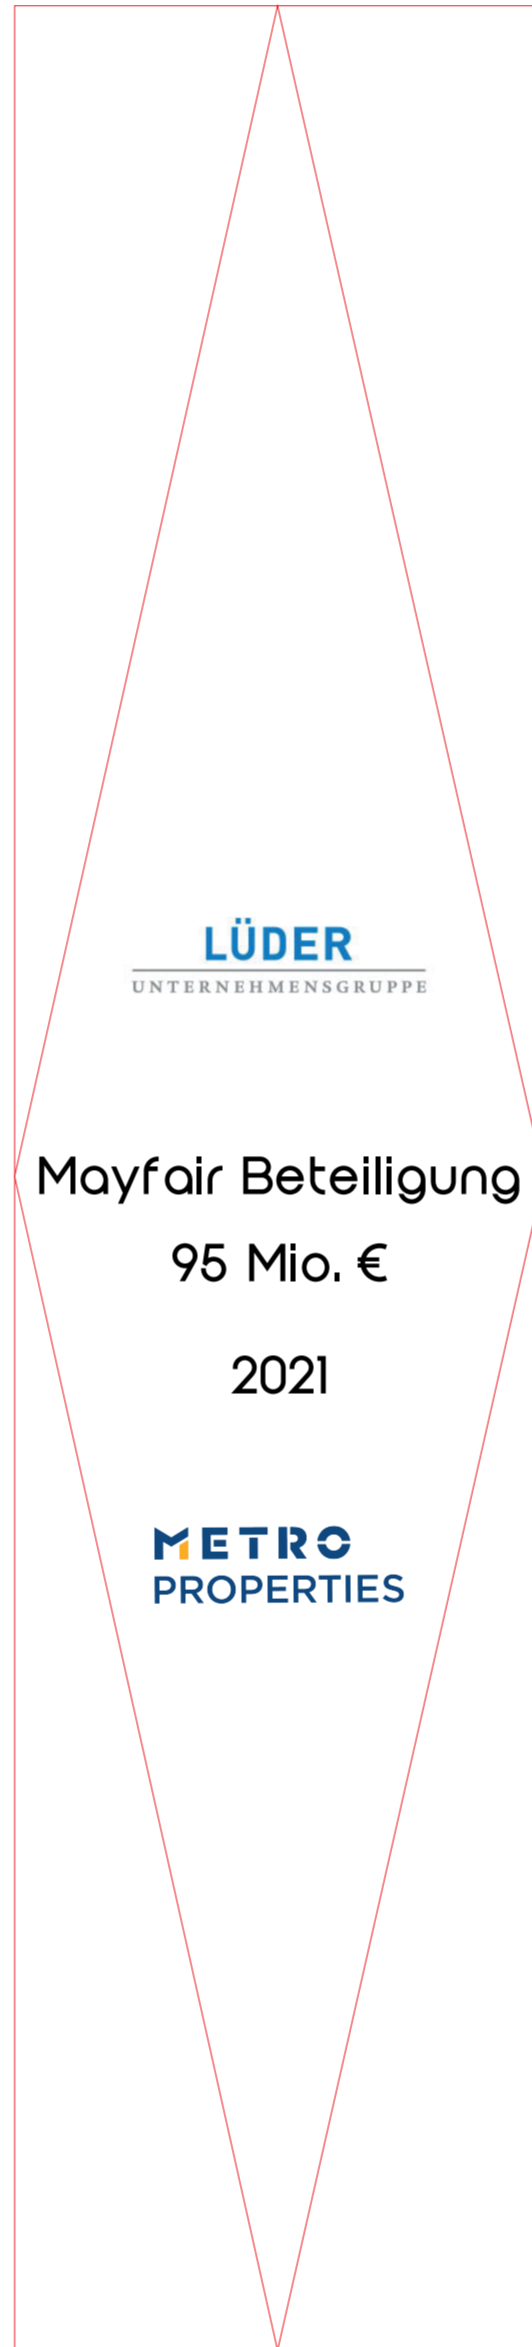 LÜDER
UNTERNEHMENSGRUPPE
Mayfair Beteiligung
95 Mio. €
2021
METRO
PROPERTIES